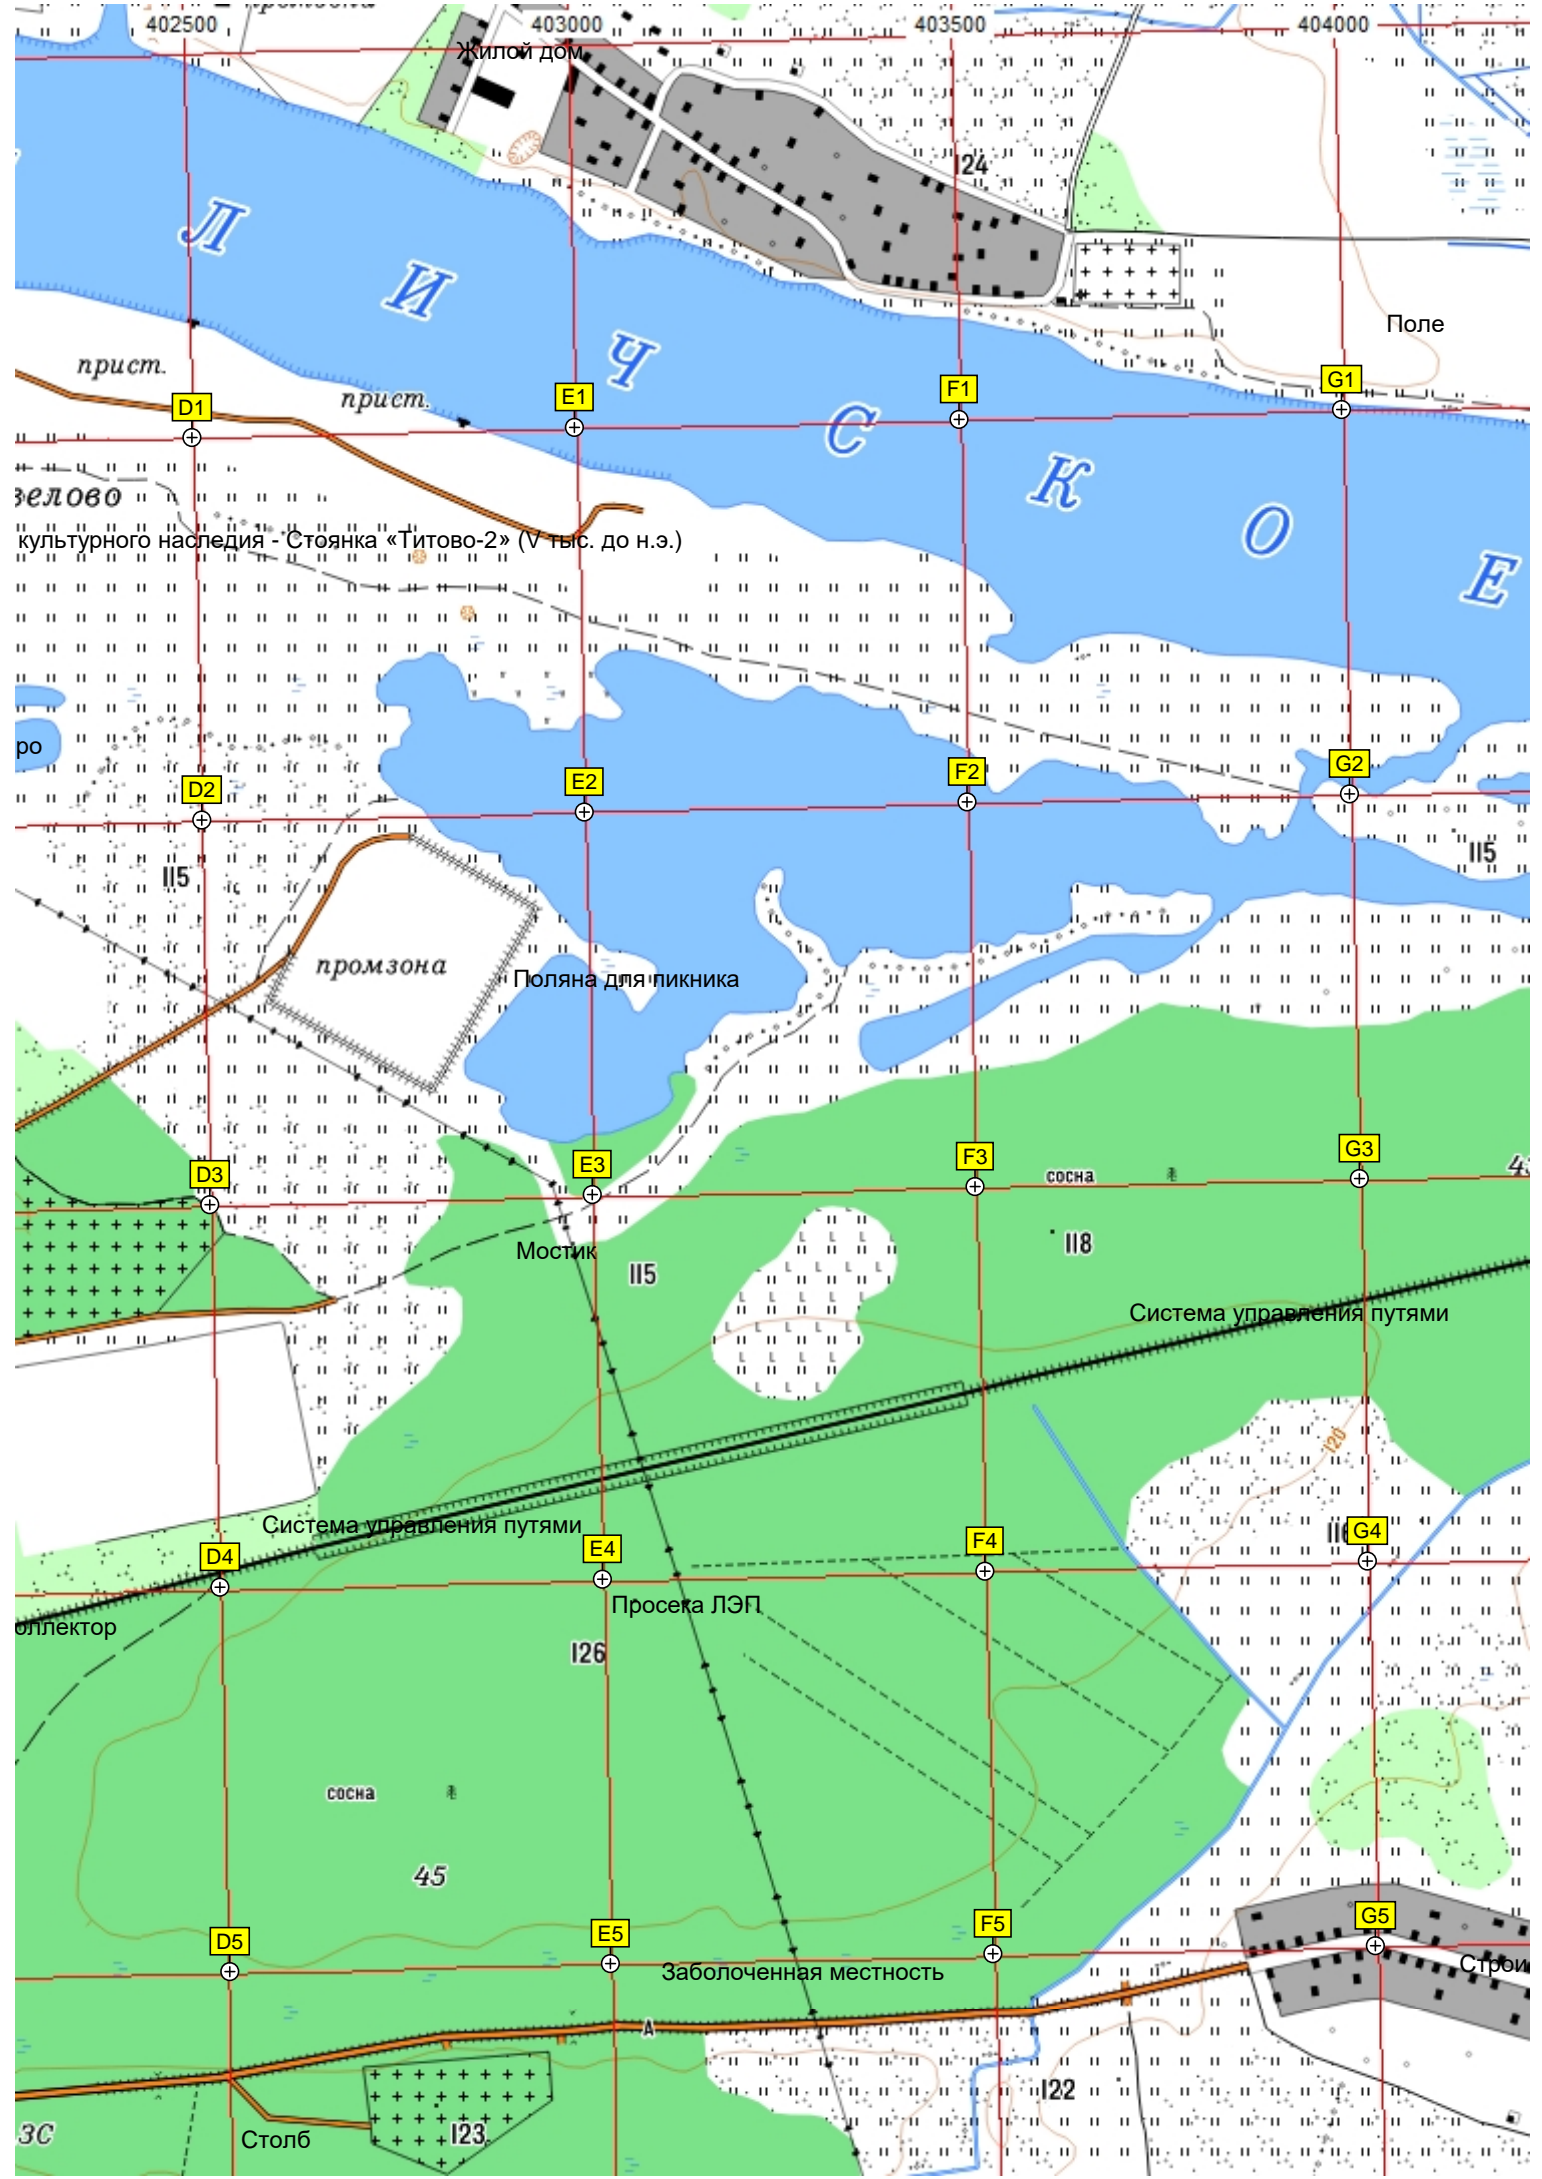 402500
403000
403500
404000
Жилой дом
124
Л
И
Ч
С
К
О
Е
Поле
прист.
прист.
D1
E1
F1
G1
велово
культурного наследия - Стоянка «Титово-2» (V тыс. до н.э.)
ро
D2
E2
F2
G2
115
115
промзона
Поляна для пикника
D3
E3
F3
G3
сосна
118
Мостик
115
Система управления путями
120
Система управления путями
D4
E4
F4
G4
Просека ЛЭП
оллектор
126
сосна
45
D5
E5
F5
G5
Заболоченная местность
Строи
А
122
123
ЗС
Столб